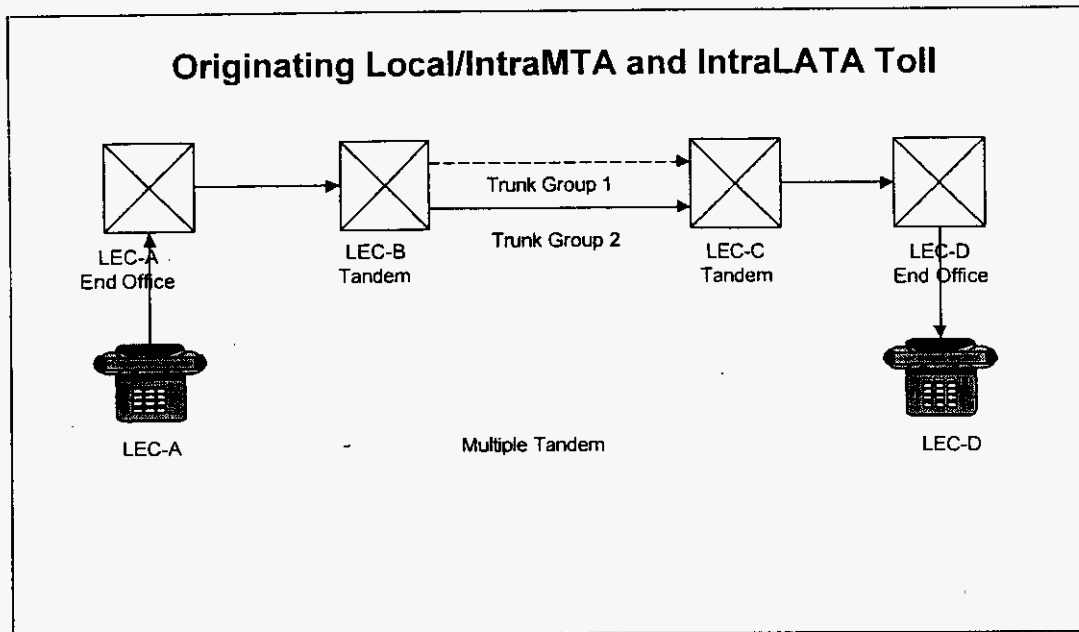 Originating Local/IntraMTA and IntraLATA Toll
Trunk Group 1
Trunk Group 2
LEC-A
End Office
LEC-B
Tandem
LEC-C
Tandem
LEC-D
End Office
LEC-A
Multiple Tandem
LEC-D